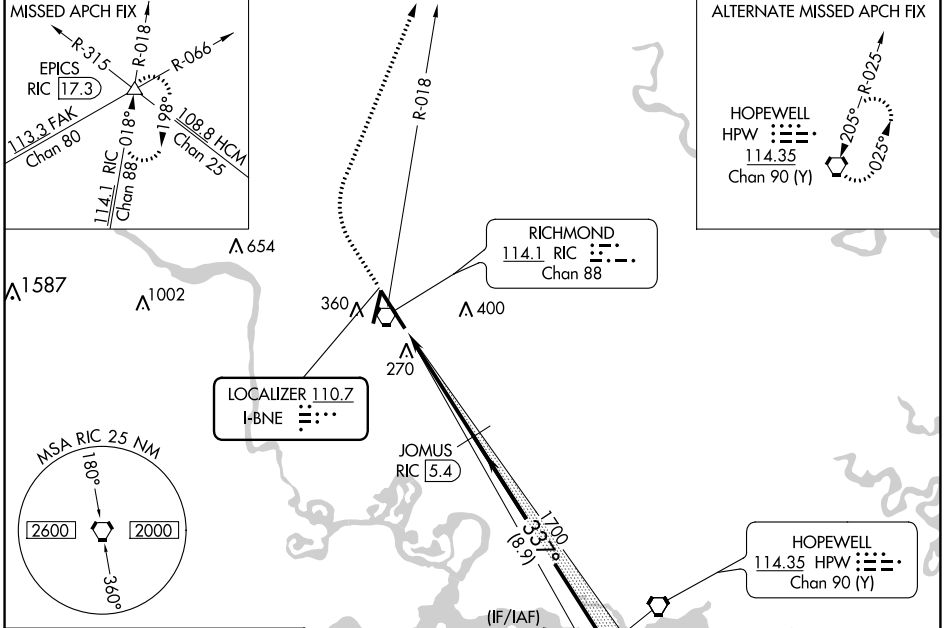 MISSED APCH FIX
R-315
R-018
R-066
EPICS
RIC 17.3
113.3 FAK
Chan 80
018°
198°
108.8 HCM
Chan 25
114.1 RIC
Chan 88
R-018
ALTERNATE MISSED APCH FIX
R-025
HOPEWELL
HPW
114.35
Chan 90 (Y)
205°
025°
654
1587
1002
RICHMOND
114.1 RIC
Chan 88
360
400
270
LOCALIZER 110.7
I-BNE
JOMUS
RIC 5.4
MSA RIC 25 NM
180°
2600
2000
360°
1700
337°
(8.9)
HOPEWELL
114.35 HPW
Chan 90 (Y)
(IF/IAF)